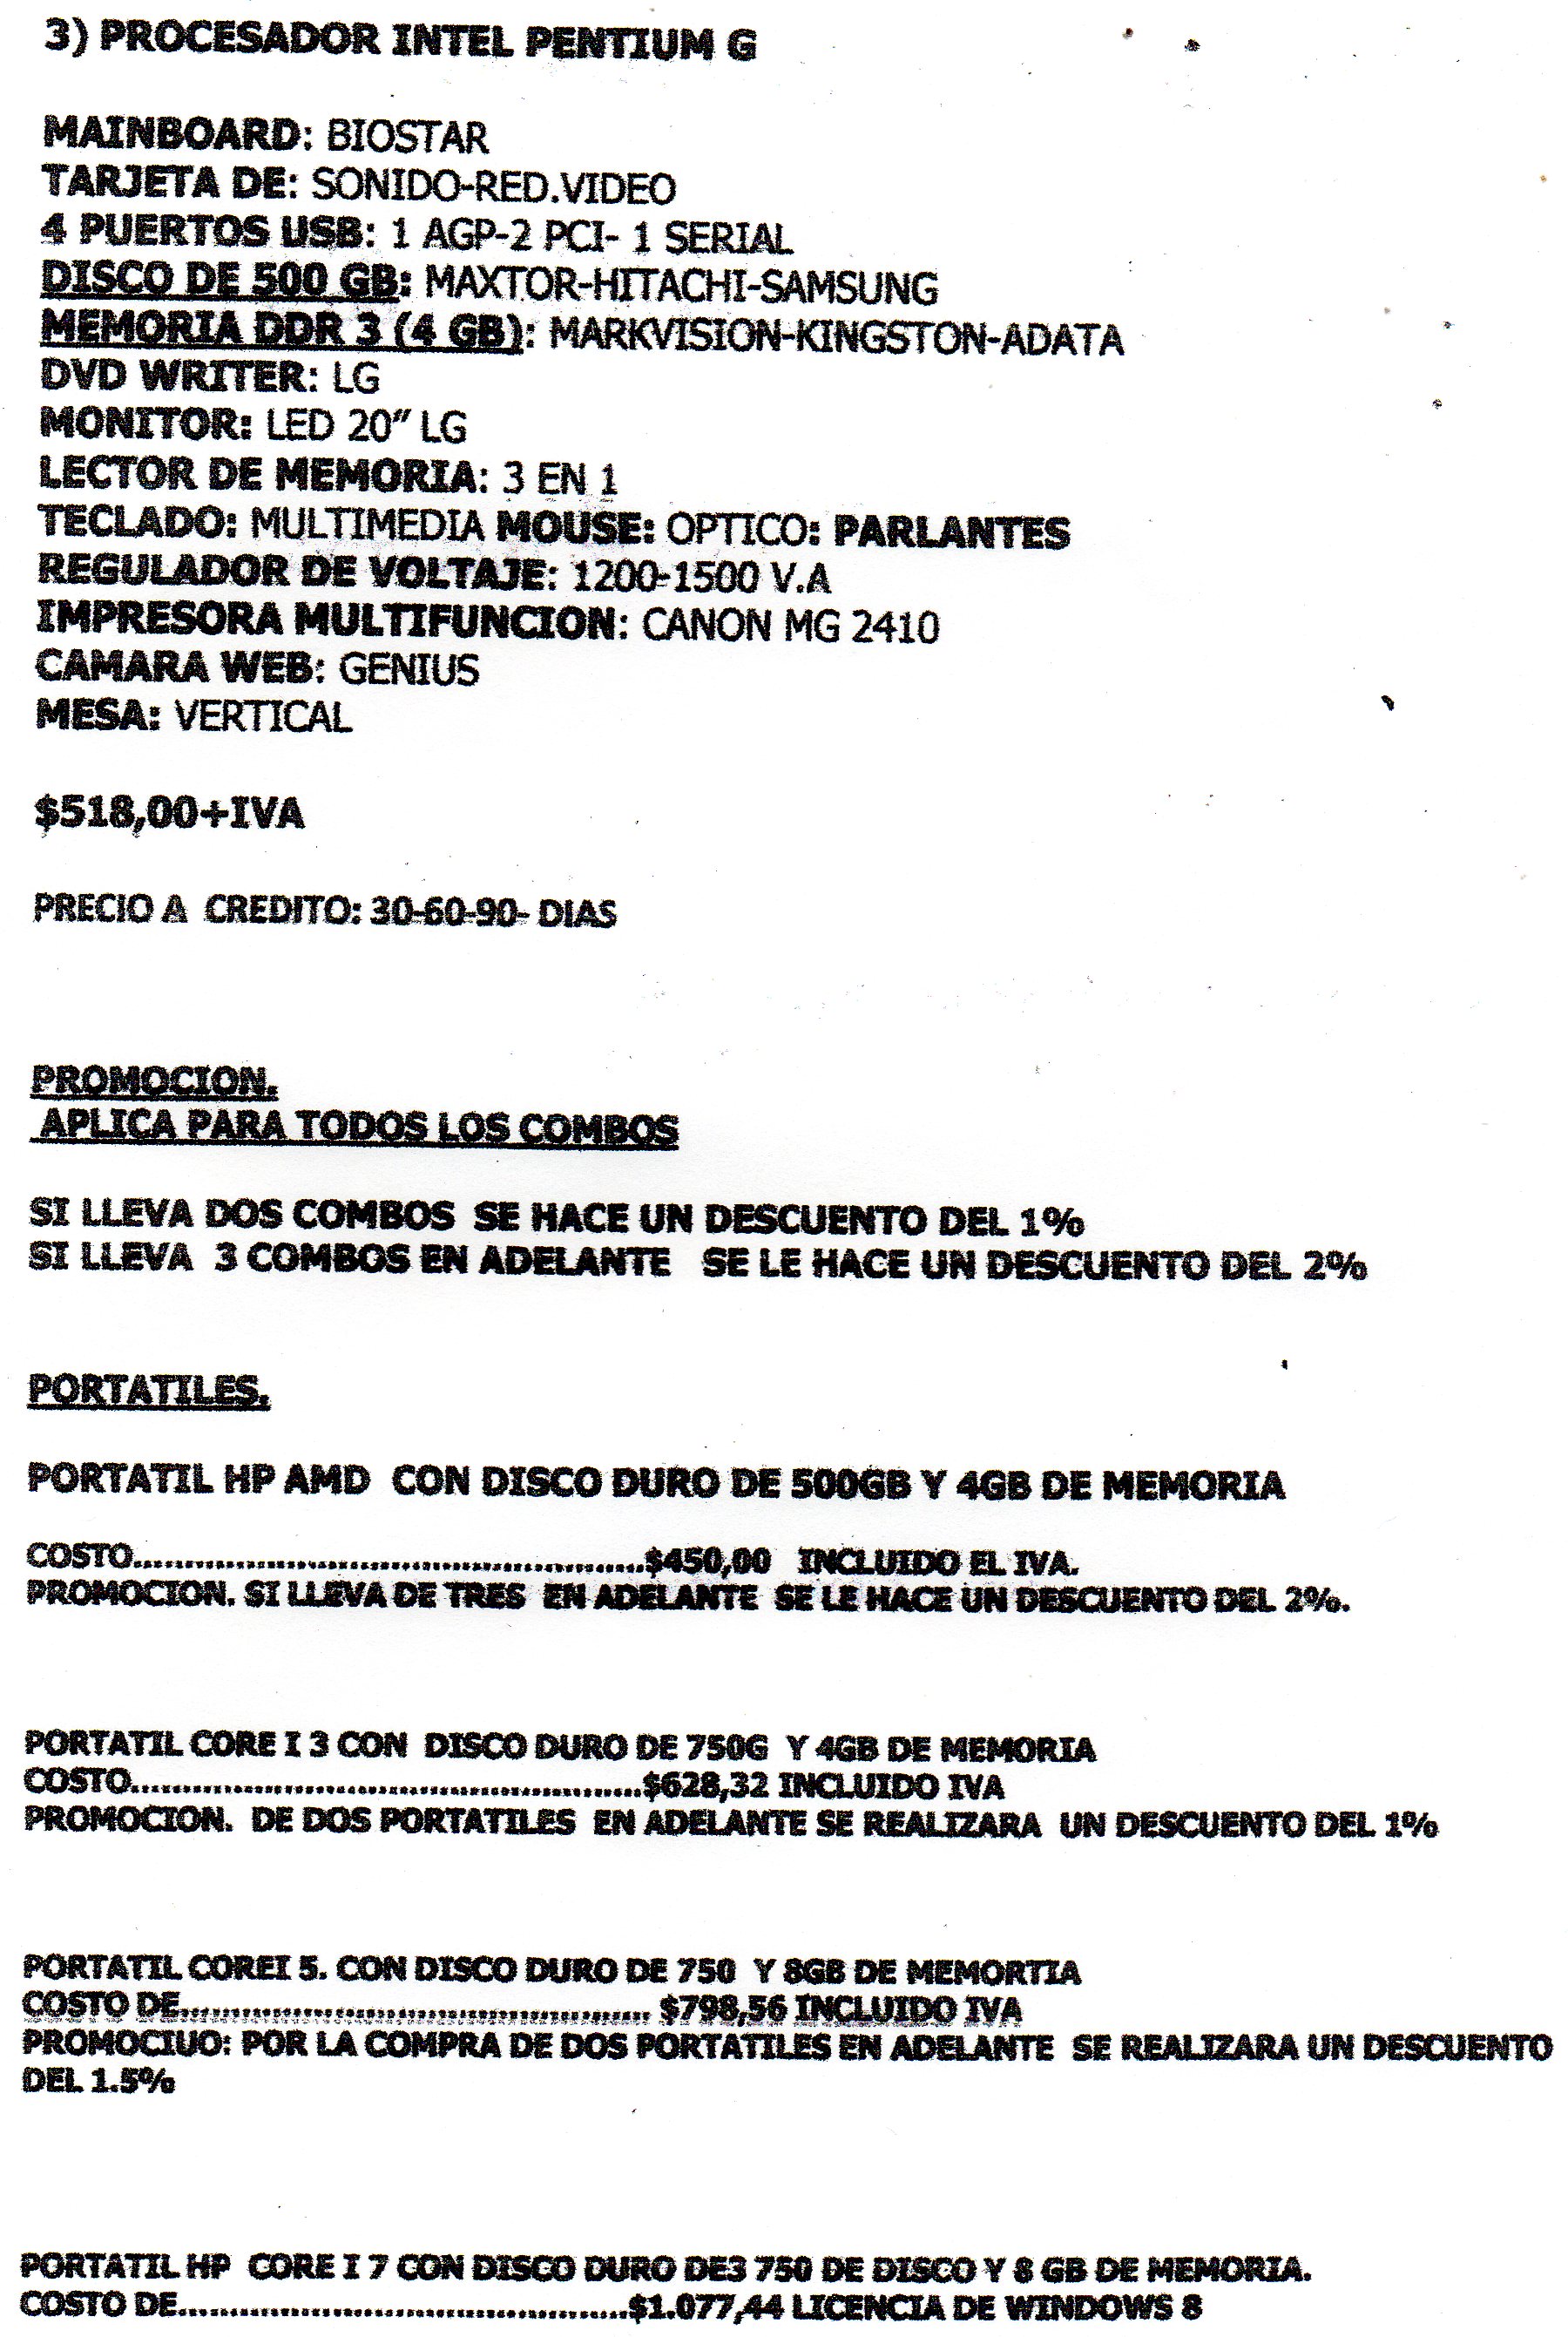 3) PROCESADOR INTEL PENTIUM G
MAINBOARD: BIOSTAR
TARJETA DE: SONIDO-RED.VIDEO
4 PUERTOS USB: 1 AGP-2 PCI- 1 SERIAL
DISCO DE 500 GB: MAXTOR-HITACHI-SAMSUNG
MEMORIA DDR 3 (4 GB): MARKVISION-KINGSTON-ADATA
DVD WRITER: LG
MONITOR: LED 20" LG
LECTOR DE MEMORIA: 3 EN 1
TECLADO: MULTIMEDIA MOUSE: OPTICO: PARLANTES
REGULADOR DE VOLTAJE: 1200-1500 V.A
IMPRESORA MULTIFUNCION: CANON MG 2410
CAMARA WEB: GENIUS
MESA: VERTICAL
$518,00+IVA
PRECIO A CREDITO: 30-60-90- DIAS
PROMOCION.
APLICA PARA TODOS LOS COMBOS
SI LLEVA DOS COMBOS SE HACE UN DESCUENTO DEL 1%
SI LLEVA 3 COMBOS EN ADELANTE SE LE HACE UN DESCUENTO DEL 2%
PORTATILES.
PORTATIL HP AMD CON DISCO DURO DE 500GB Y 4GB DE MEMORIA
COSTO.................................................$450,00 INCLUIDO EL IVA.
PROMOCION. SI LLEVA DE TRES EN ADELANTE SE LE HACE UN DESCUENTO DEL 2%.
PORTATIL CORE I 3 CON DISCO DURO DE 750G Y 4GB DE MEMORIA
COSTO.................................................$628,32 INCLUIDO IVA
PROMOCION. DE DOS PORTATILES EN ADELANTE SE REALIZARA UN DESCUENTO DEL 1%
PORTATIL COREI 5. CON DISCO DURO DE 750 Y 8GB DE MEMORTIA
COSTO DE............................................. $798,56 INCLUIDO IVA
PROMOCIUO: POR LA COMPRA DE DOS PORTATILES EN ADELANTE SE REALIZARA UN DESCUENTO
DEL 1.5%
PORTATIL HP CORE I 7 CON DISCO DURO DE3 750 DE DISCO Y 8 GB DE MEMORIA.
COSTO DE...........................................$1.077,44 LICENCIA DE WINDOWS 8